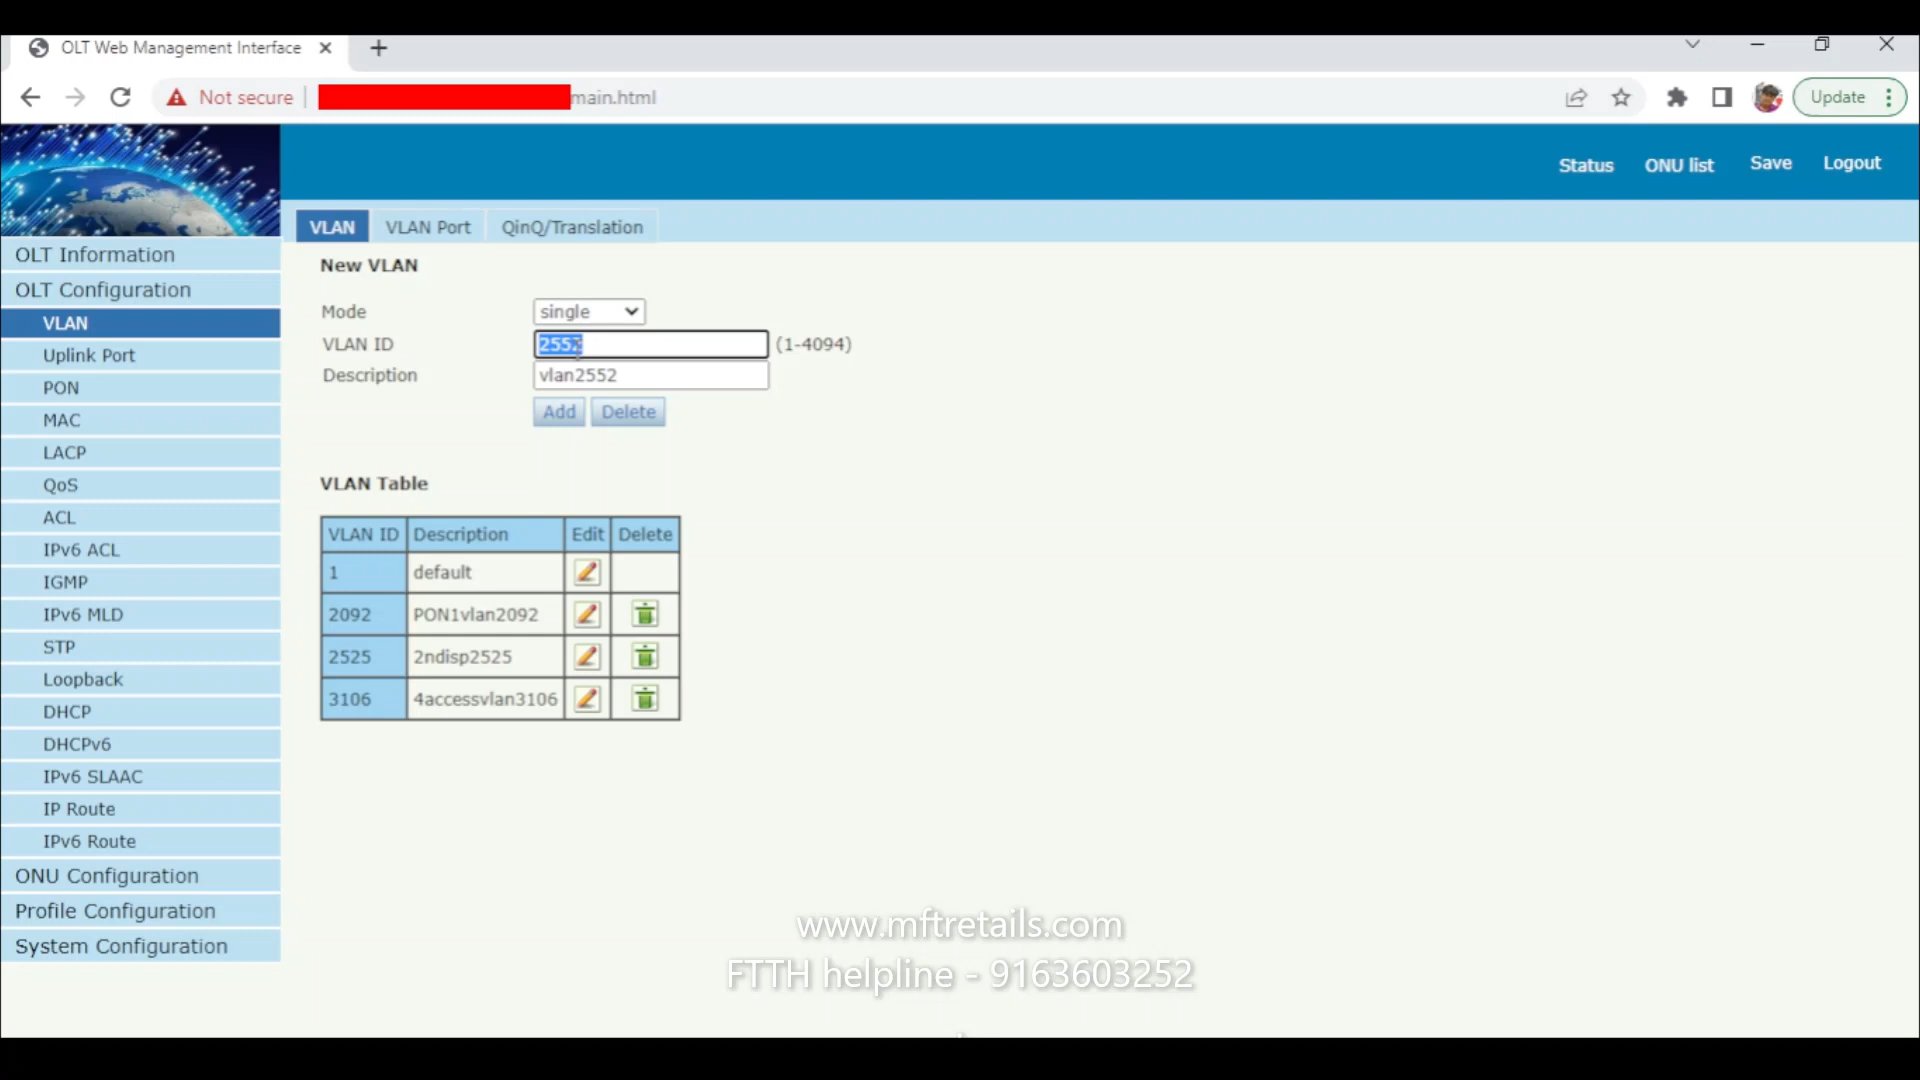 OLT Web Management Interface
Not secure
main.html
Update
Status ONU list Save Logout
VLAN VLAN Port QinQ/Translation
OLT Information
OLT Configuration
VLAN
Uplink Port
PON
MAC
LACP
QoS
ACL
IPv6 ACL
IGMP
IPv6 MLD
STP
Loopback
DHCP
DHCPv6
IPv6 SLAAC
IP Route
IPv6 Route
ONU Configuration
Profile Configuration
System Configuration
New VLAN
Mode single
VLAN ID 2552 (1-4094)
Description vlan2552
Add Delete
VLAN Table
VLAN ID Description Edit Delete
1 default
2092 PON1vlan2092
2525 2ndisp2525
3106 4accessvlan3106
www.mftretails.com
FTTH helpline - 9163603252